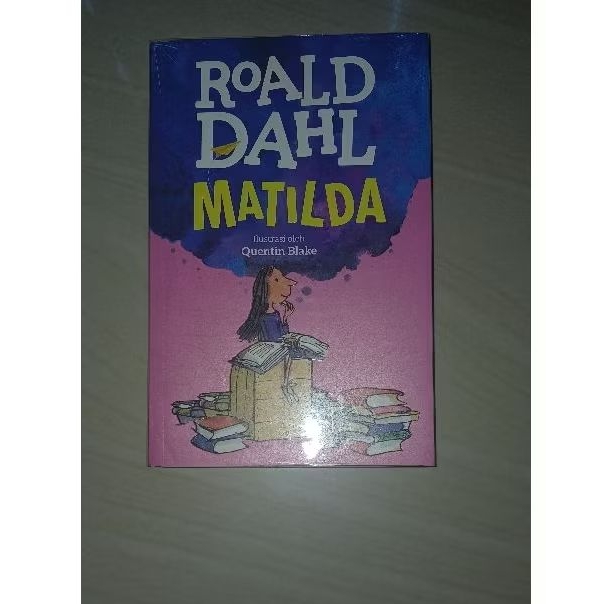 ROALD
DAHL
MATILDA
Ilustrasi oleh
Quentin Blake